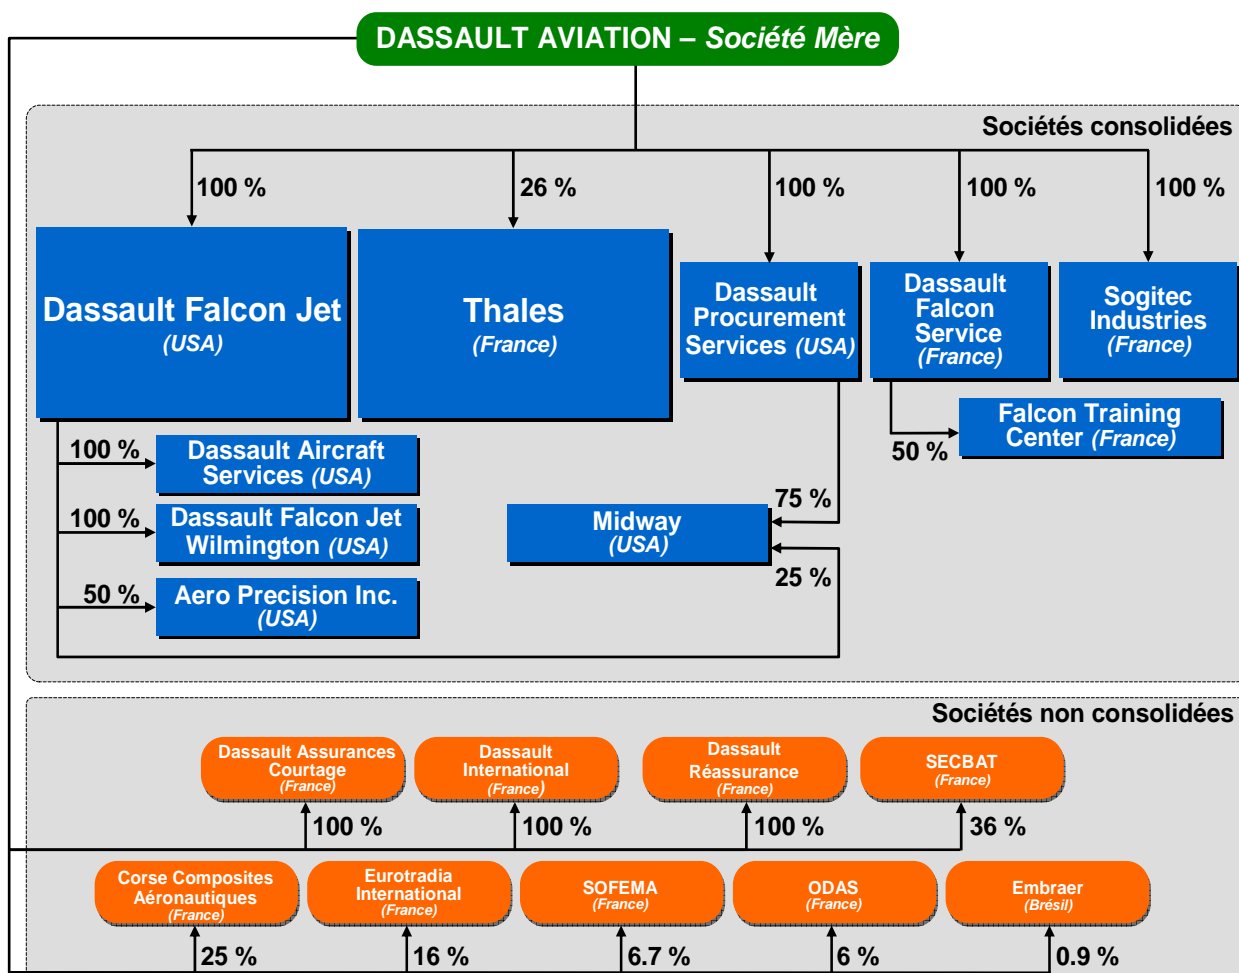 DASSAULT AVIATION – Société Mère
Sociétés consolidées
100 %
26 %
100 %
100 %
100 %
Dassault Falcon Jet
(USA)
Thales
(France)
Dassault
Procurement
Services (USA)
Dassault
Falcon
Service
(France)
Sogitec
Industries
(France)
100 %
Dassault Aircraft
Services (USA)
50 %
Falcon Training
Center (France)
100 %
Dassault Falcon Jet
Wilmington (USA)
75 %
Midway
(USA)
25 %
50 %
Aero Precision Inc.
(USA)
Sociétés non consolidées
Dassault Assurances
Courtage
(France)
Dassault
International
(France)
Dassault
Réassurance
(France)
SECBAT
(France)
100 %
100 %
100 %
36 %
Corse Composites
Aéronautiques
(France)
Eurotradia
International
(France)
SOFEMA
(France)
ODAS
(France)
Embraer
(Brésil)
25 %
16 %
6.7 %
6 %
0.9 %